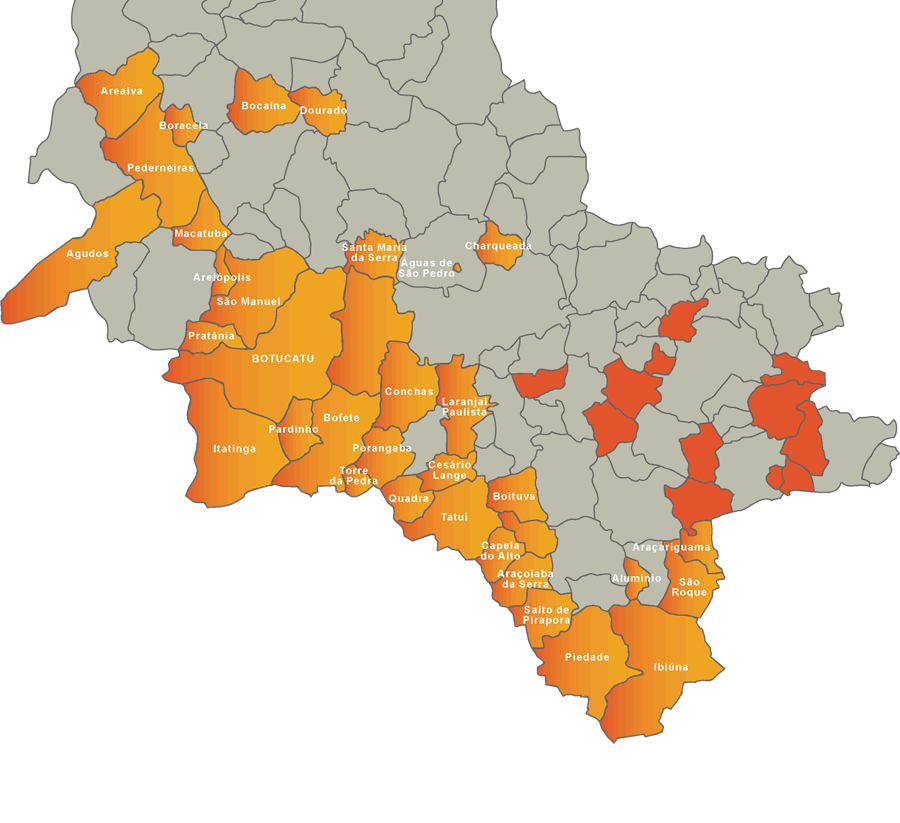 Arealva
Bocaina
Dourado
Boracéia
Pederneiras
Macatuba
Agudos
Santa Maria
da Serra
Charqueada
Águas de
São Pedro
Areiópolis
São Manuel
Pratânia
BOTUCATU
Conchas
Laranjal
Paulista
Bofete
Pardinho
Itatinga
Porangaba
Torre
da Pedra
Cesário
Lange
Quadra
Boituva
Tatuí
Capela
do Alto
Araçariguama
Araçoiaba
da Serra
Alumínio
São
Roque
Salto de
Pirapora
Piedade
Ibiúna